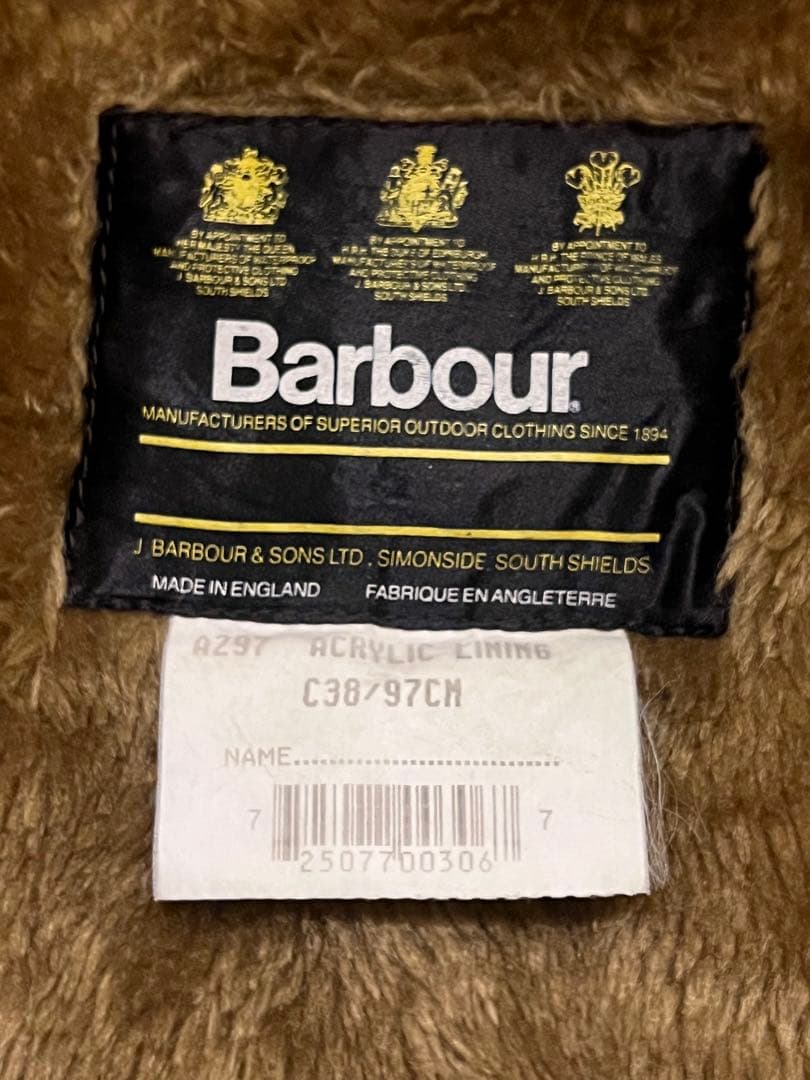 BY APPOINTMENT TO
HER MAJESTY THE QUEEN
MANUFACTURERS OF WATERPROOF
AND PROTECTIVE CLOTHING
J BARBOUR & SONS LTD
SOUTH SHIELDS
BY APPOINTMENT TO
H.R.H. THE DUKE OF EDINBURGH
MANUFACTURERS OF WATERPROOF
AND PROTECTIVE CLOTHING
J BARBOUR & SONS LTD
SOUTH SHIELDS
BY APPOINTMENT TO
H.R.H. THE PRINCE OF WALES
MANUFACTURERS OF WATERPROOF
AND PROTECTIVE CLOTHING
J BARBOUR & SONS LTD
SOUTH SHIELDS
Barbour®
MANUFACTURERS OF SUPERIOR OUTDOOR CLOTHING SINCE 1894
J BARBOUR & SONS LTD . SIMONSIDE SOUTH SHIELDS
MADE IN ENGLAND FABRIQUE EN ANGLETERRE
A297 ACRYLIC LINING
C38/97CM
NAME..............................
7 2507700306 7